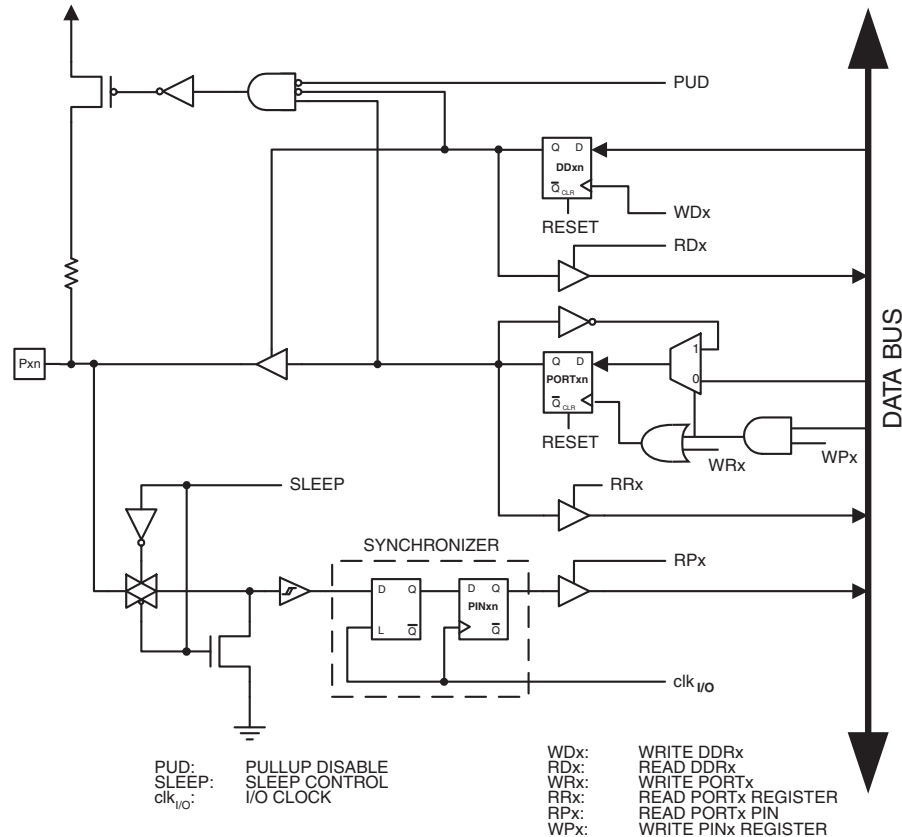 PUD
Q D
DDxn
Q CLR
WDx
RESET
RDx
1
Pxn
Q D
PORTxn
0
Q CLR
RESET
WRx
WPx
DATA BUS
SLEEP
RRx
SYNCHRONIZER
RPx
D Q
L Q
D Q
PINxn
Q
clk I/O
PUD: PULLUP DISABLE
SLEEP: SLEEP CONTROL
clkI/O: I/O CLOCK
WDx: WRITE DDRx
RDx: READ DDRx
WRx: WRITE PORTx
RRx: READ PORTx REGISTER
RPx: READ PORTx PIN
WPx: WRITE PINx REGISTER